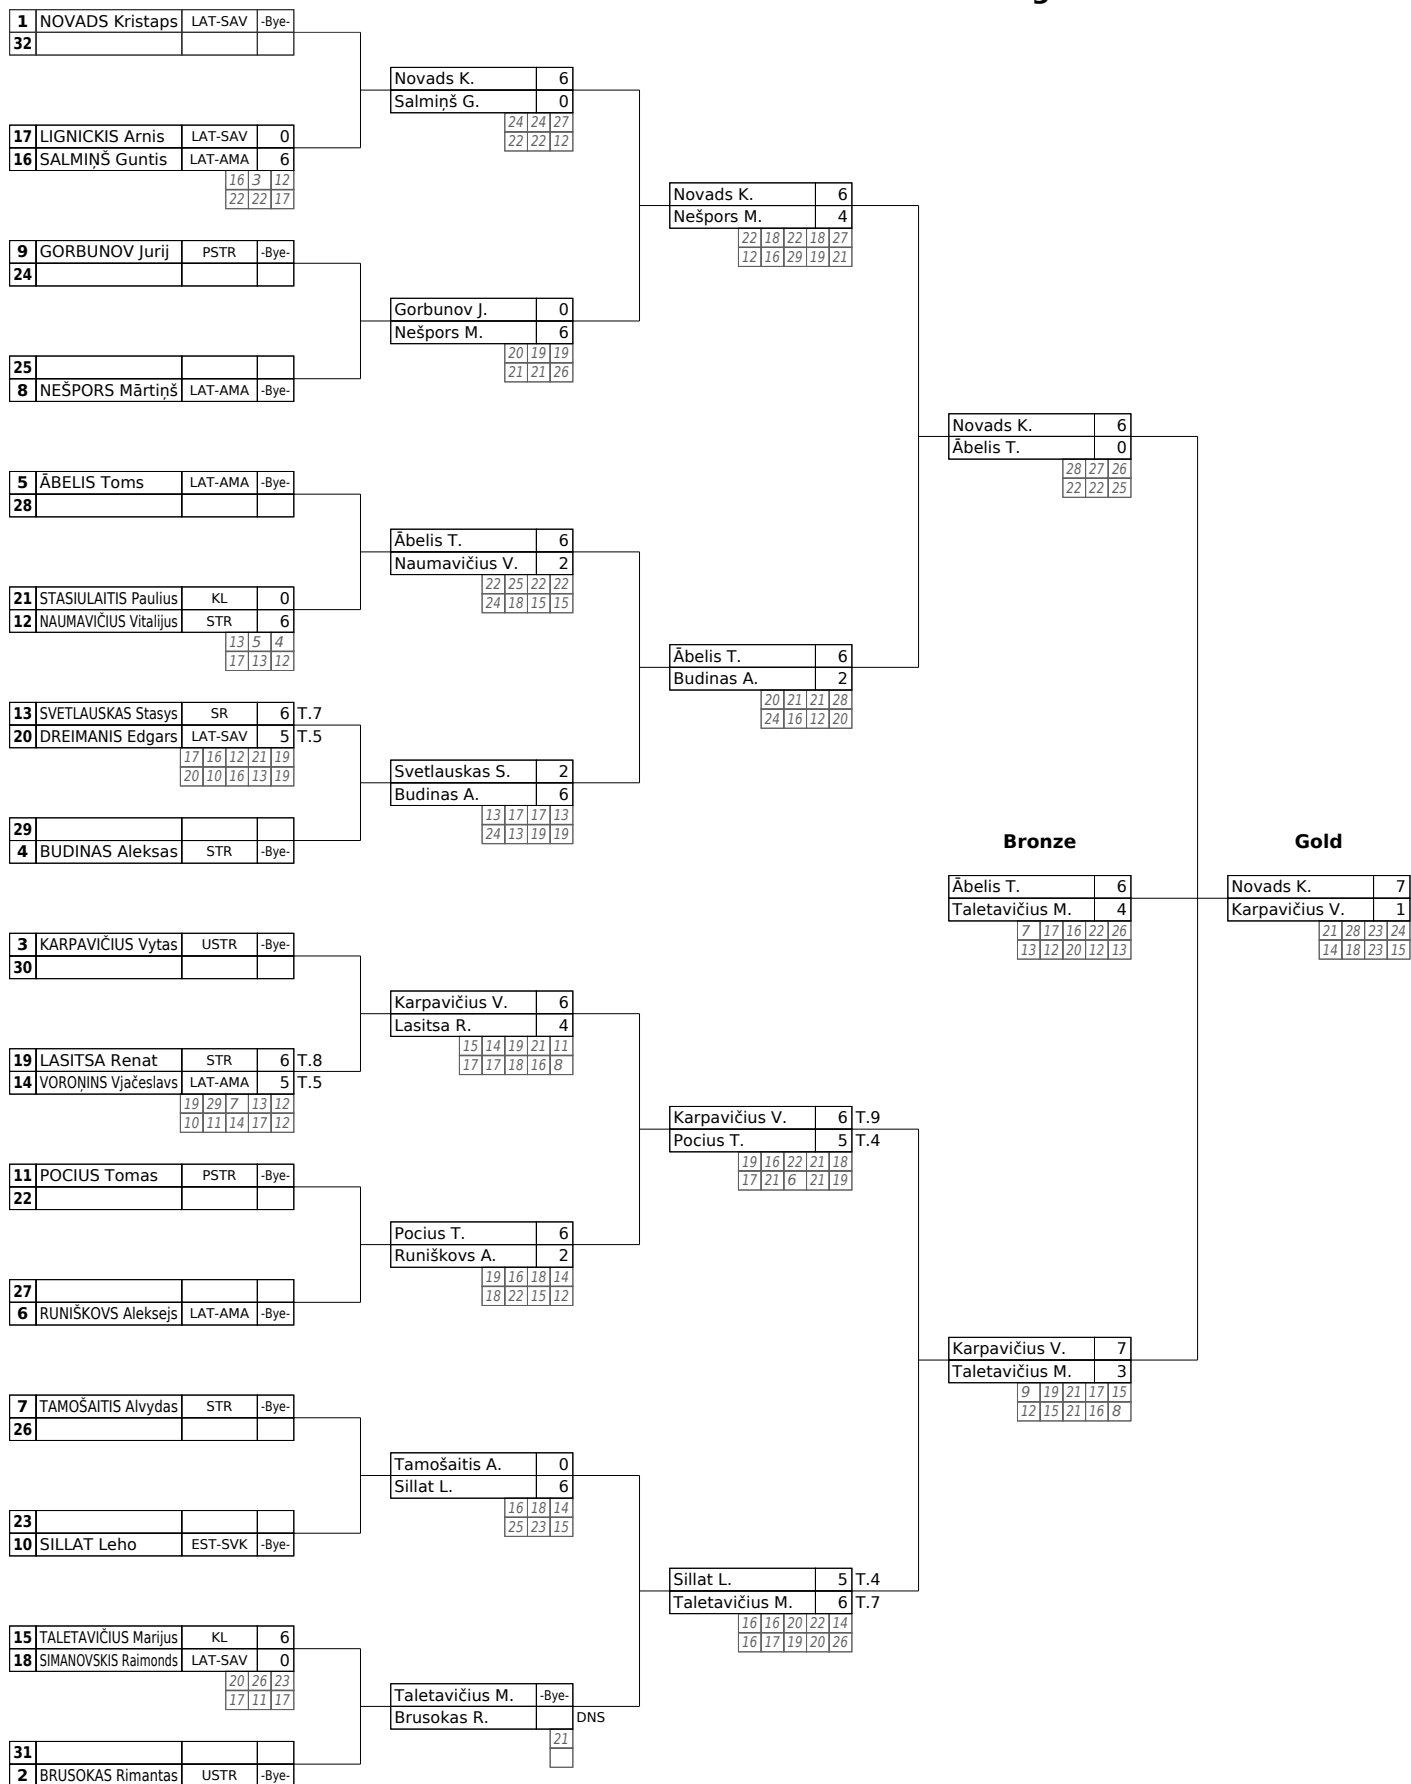 1 NOVADS Kristaps LAT-SAV -Bye-
32
Novads K. 6
Salmiņš G. 0
24 24 27
22 22 12
17 LIGNICKIS Arnis LAT-SAV 0
16 SALMIŅŠ Guntis LAT-AMA 6
16 3 12
22 22 17
Novads K. 6
Nešpors M. 4
22 18 22 18 27
12 16 29 19 21
9 GORBUNOV Jurij PSTR -Bye-
24
Gorbunov J. 0
Nešpors M. 6
20 19 19
21 21 26
25
8 NEŠPORS Mārtiņš LAT-AMA -Bye-
Novads K. 6
Ābelis T. 0
28 27 26
22 22 25
5 ĀBELIS Toms LAT-AMA -Bye-
28
Ābelis T. 6
Naumavičius V. 2
22 25 22 22
24 18 15 15
21 STASIULAITIS Paulius KL 0
12 NAUMAVIČIUS Vitalijus STR 6
13 5 4
17 13 12
Ābelis T. 6
Budinas A. 2
20 21 21 28
24 16 12 20
13 SVETLAUSKAS Stasys SR 6 T.7
20 DREIMANIS Edgars LAT-SAV 5 T.5
17 16 12 21 19
20 10 16 13 19
Svetlauskas S. 2
Budinas A. 6
13 17 17 13
24 13 19 19
29
4 BUDINAS Aleksas STR -Bye-
Bronze Gold
Ābelis T. 6
Taletavičius M. 4
7 17 16 22 26
13 12 20 12 13
Novads K. 7
Karpavičius V. 1
21 28 23 24
14 18 23 15
3 KARPAVIČIUS Vytas USTR -Bye-
30
Karpavičius V. 6
Lasitsa R. 4
15 14 19 21 11
17 17 18 16 8
19 LASITSA Renat STR 6 T.8
14 VOROŅINS Vjačeslavs LAT-AMA 5 T.5
19 29 7 13 12
10 11 14 17 12
Karpavičius V. 6 T.9
Pocius T. 5 T.4
19 16 22 21 18
17 21 6 21 19
11 POCIUS Tomas PSTR -Bye-
22
Pocius T. 6
Runiškovs A. 2
19 16 18 14
18 22 15 12
27
6 RUNIŠKOVS Aleksejs LAT-AMA -Bye-
Karpavičius V. 7
Taletavičius M. 3
9 19 21 17 15
12 15 21 16 8
7 TAMOŠAITIS Alvydas STR -Bye-
26
Tamošaitis A. 0
Sillat L. 6
16 18 14
25 23 15
23
10 SILLAT Leho EST-SVK -Bye-
Sillat L. 5 T.4
Taletavičius M. 6 T.7
16 16 20 22 14
16 17 19 20 26
15 TALETAVIČIUS Marijus KL 6
18 SIMANOVSKIS Raimonds LAT-SAV 0
20 26 23
17 11 17
Taletavičius M. -Bye-
Brusokas R. DNS
21
31
2 BRUSOKAS Rimantas USTR -Bye-